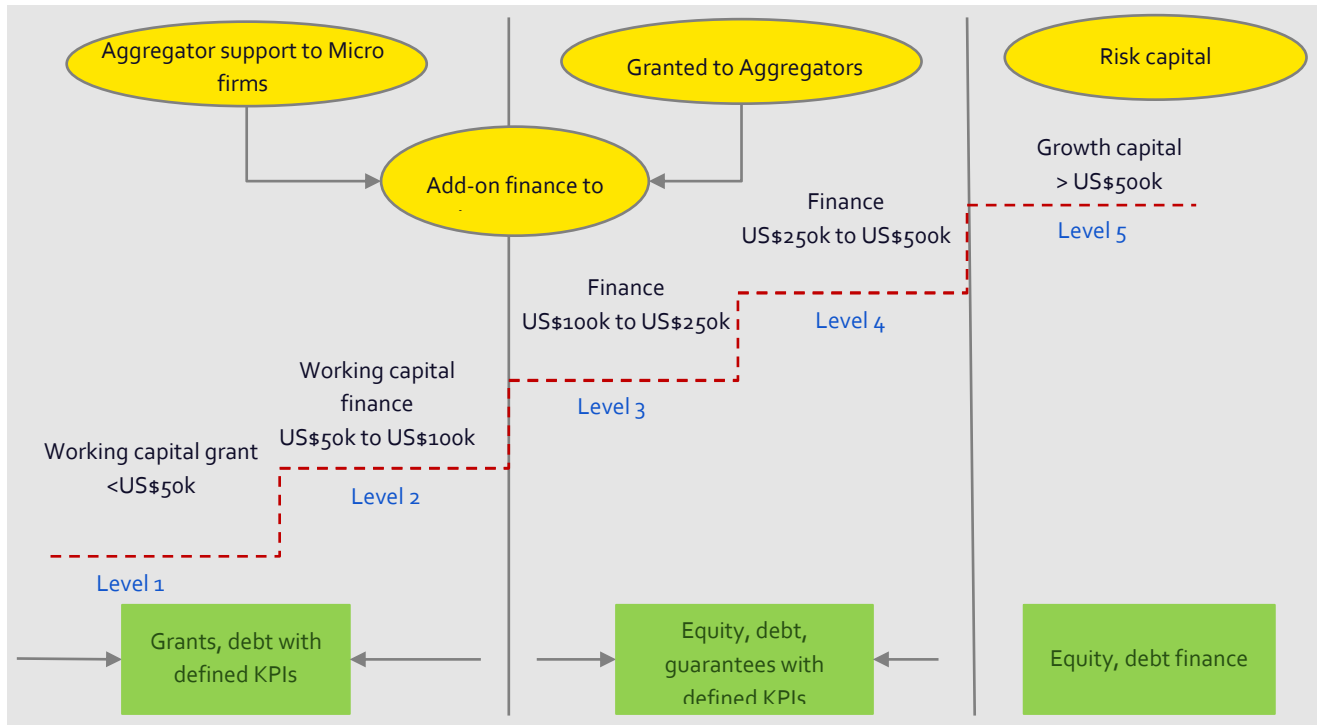 Aggregator support to Micro
firms
Granted to Aggregators
Risk capital
Add-on finance to
Growth capital
> US$500k
Level 5
Finance
US$250k to US$500k
Level 4
Finance
US$100k to US$250k
Level 3
Working capital
finance
US$50k to US$100k
Level 2
Working capital grant
<US$50k
Level 1
Grants, debt with
defined KPIs
Equity, debt,
guarantees with
defined KPIs
Equity, debt finance